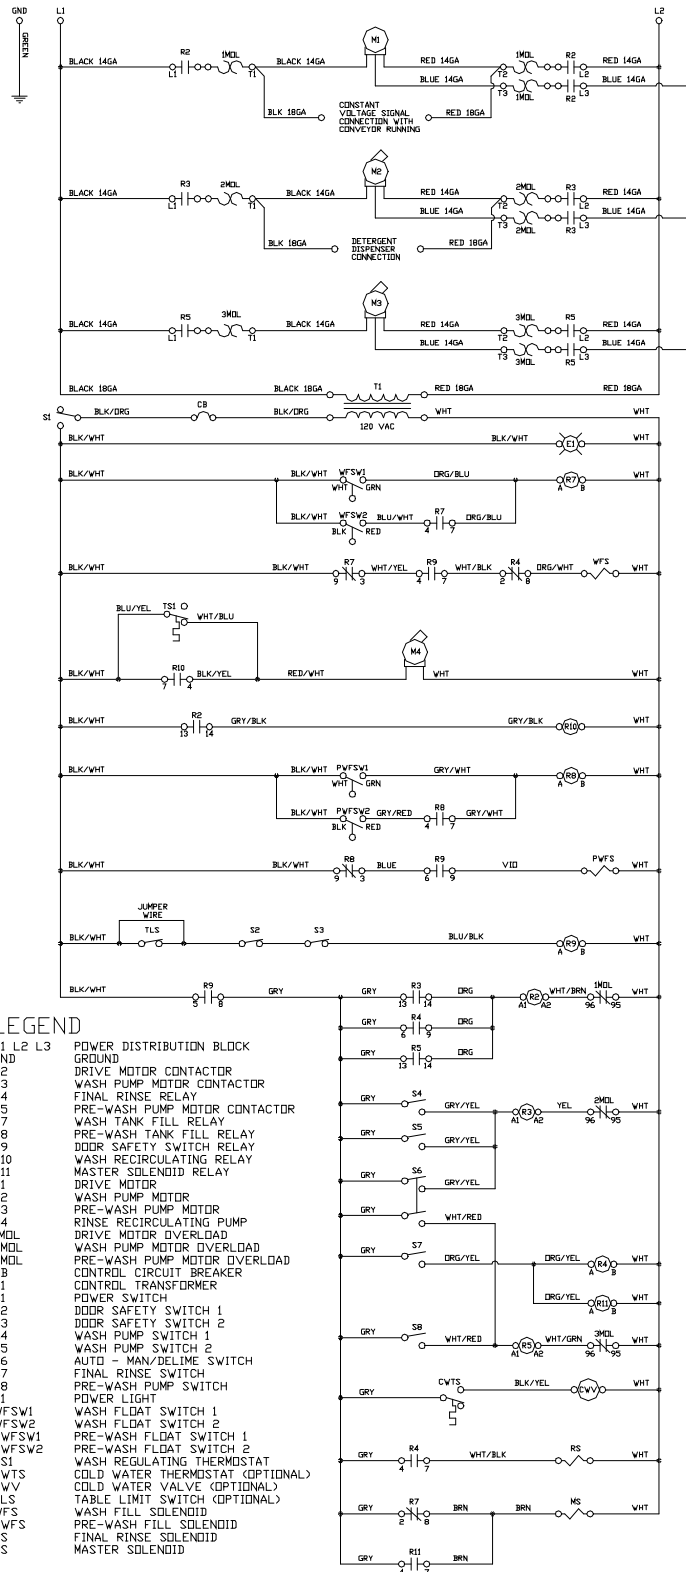 GND L1 L2
GREEN
M1
BLACK 14GA R2 1MOL BLACK 14GA RED 14GA 1MOL R2
L1 T1 T2 L2
BLUE 14GA T3 1MOL R2 L3
BLK 18GA CONSTANT VOLTAGE SIGNAL CONNECTION WITH CONVEYOR RUNNING RED 18GA
M2
BLACK 14GA R3 2MOL BLACK 14GA RED 14GA 2MOL R3
L1 T1 T2 L2
BLUE 14GA T3 2MOL R3 L3
BLK 18GA DETERGENT DISPENSER CONNECTION RED 18GA
M3
BLACK 14GA R5 3MOL BLACK 14GA RED 14GA 3MOL R5
L1 T1 T2 L2
BLUE 14GA T3 3MOL R5 L3
BLACK 18GA BLACK 18GA T1 RED 18GA RED 18GA
S1 BLK/ORG CB BLK/ORG 120 VAC WHT WHT
BLK/WHT BLK/WHT E1 WHT
BLK/WHT BLK/WHT WFSW1 ORG/BLU R7 WHT
WHT GRN A B
BLK/WHT WFSW2 BLU/WHT R7 ORG/BLU
BLK RED 4 7
BLK/WHT BLK/WHT R7 WHT/YEL R9 WHT/BLK R4 ORG/WHT WFS WHT
9 3 4 7 2 8
BLU/YEL TS1 WHT/BLU
M4
BLK/WHT R10 BLK/YEL RED/WHT WHT WHT
7 4
BLK/WHT R2 GRY/BLK GRY/BLK R10 WHT
13 14
BLK/WHT BLK/WHT PWFSW1 GRY/WHT R8 WHT
WHT GRN A B
BLK/WHT PWFSW2 GRY/RED R8 GRY/WHT
BLK RED 4 7
BLK/WHT BLK/WHT R8 BLUE R9 VIO PWFS WHT
9 3 6 9
JUMPER WIRE
BLK/WHT TLS S2 S3 BLU/BLK R9 WHT
A B
BLK/WHT R9 GRY GRY R3 ORG R2 WHT/BRN 1MOL WHT
5 8 13 14 A1 A2 96 95
GRY R4 ORG
6 9
GRY R5 ORG
13 14
GRY S4 GRY/YEL R3 YEL 2MOL WHT
A1 A2 96 95
GRY S5 GRY/YEL
GRY S6 GRY/YEL
GRY WHT/RED
GRY S7 ORG/YEL ORG/YEL R4 WHT
A B
ORG/YEL R11 WHT
A B
GRY S8 WHT/RED R5 WHT/GRN 3MOL WHT
A1 A2 96 95
GRY CWTS BLK/YEL CWV WHT
GRY R4 WHT/BLK RS WHT
4 7
GRY R7 BRN BRN MS WHT
2 8
GRY R11 BRN
4 7
LEGEND
1 L2 L3 POWER DISTRIBUTION BLOCK
ND GROUND
2 DRIVE MOTOR CONTACTOR
3 WASH PUMP MOTOR CONTACTOR
4 FINAL RINSE RELAY
5 PRE-WASH PUMP MOTOR CONTACTOR
7 WASH TANK FILL RELAY
8 PRE-WASH TANK FILL RELAY
9 DOOR SAFETY SWITCH RELAY
10 WASH RECIRCULATING RELAY
11 MASTER SOLENOID RELAY
1 DRIVE MOTOR
2 WASH PUMP MOTOR
3 PRE-WASH PUMP MOTOR
4 RINSE RECIRCULATING PUMP
MOL DRIVE MOTOR OVERLOAD
MOL WASH PUMP MOTOR OVERLOAD
MOL PRE-WASH PUMP MOTOR OVERLOAD
B CONTROL CIRCUIT BREAKER
1 CONTROL TRANSFORMER
1 POWER SWITCH
2 DOOR SAFETY SWITCH 1
3 DOOR SAFETY SWITCH 2
4 WASH PUMP SWITCH 1
5 WASH PUMP SWITCH 2
6 AUTO - MAN/DELIME SWITCH
7 FINAL RINSE SWITCH
8 PRE-WASH PUMP SWITCH
1 POWER LIGHT
WFSW1 WASH FLOAT SWITCH 1
WFSW2 WASH FLOAT SWITCH 2
WFSW1 PRE-WASH FLOAT SWITCH 1
WFSW2 PRE-WASH FLOAT SWITCH 2
S1 WASH REGULATING THERMOSTAT
WTS COLD WATER THERMOSTAT (OPTIONAL)
WV COLD WATER VALVE (OPTIONAL)
LS TABLE LIMIT SWITCH (OPTIONAL)
FS WASH FILL SOLENOID
WFS PRE-WASH FILL SOLENOID
S FINAL RINSE SOLENOID
S MASTER SOLENOID